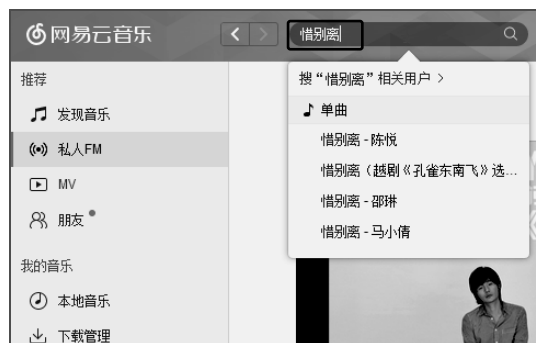 网易云音乐
惜别离
推荐
发现音乐
私人FM
MV
朋友
我的音乐
本地音乐
下载管理
搜“惜别离”相关用户 >
单曲
惜别离 - 陈悦
惜别离（越剧《孔雀东南飞》选...
惜别离 - 邵琳
惜别离 - 马小倩